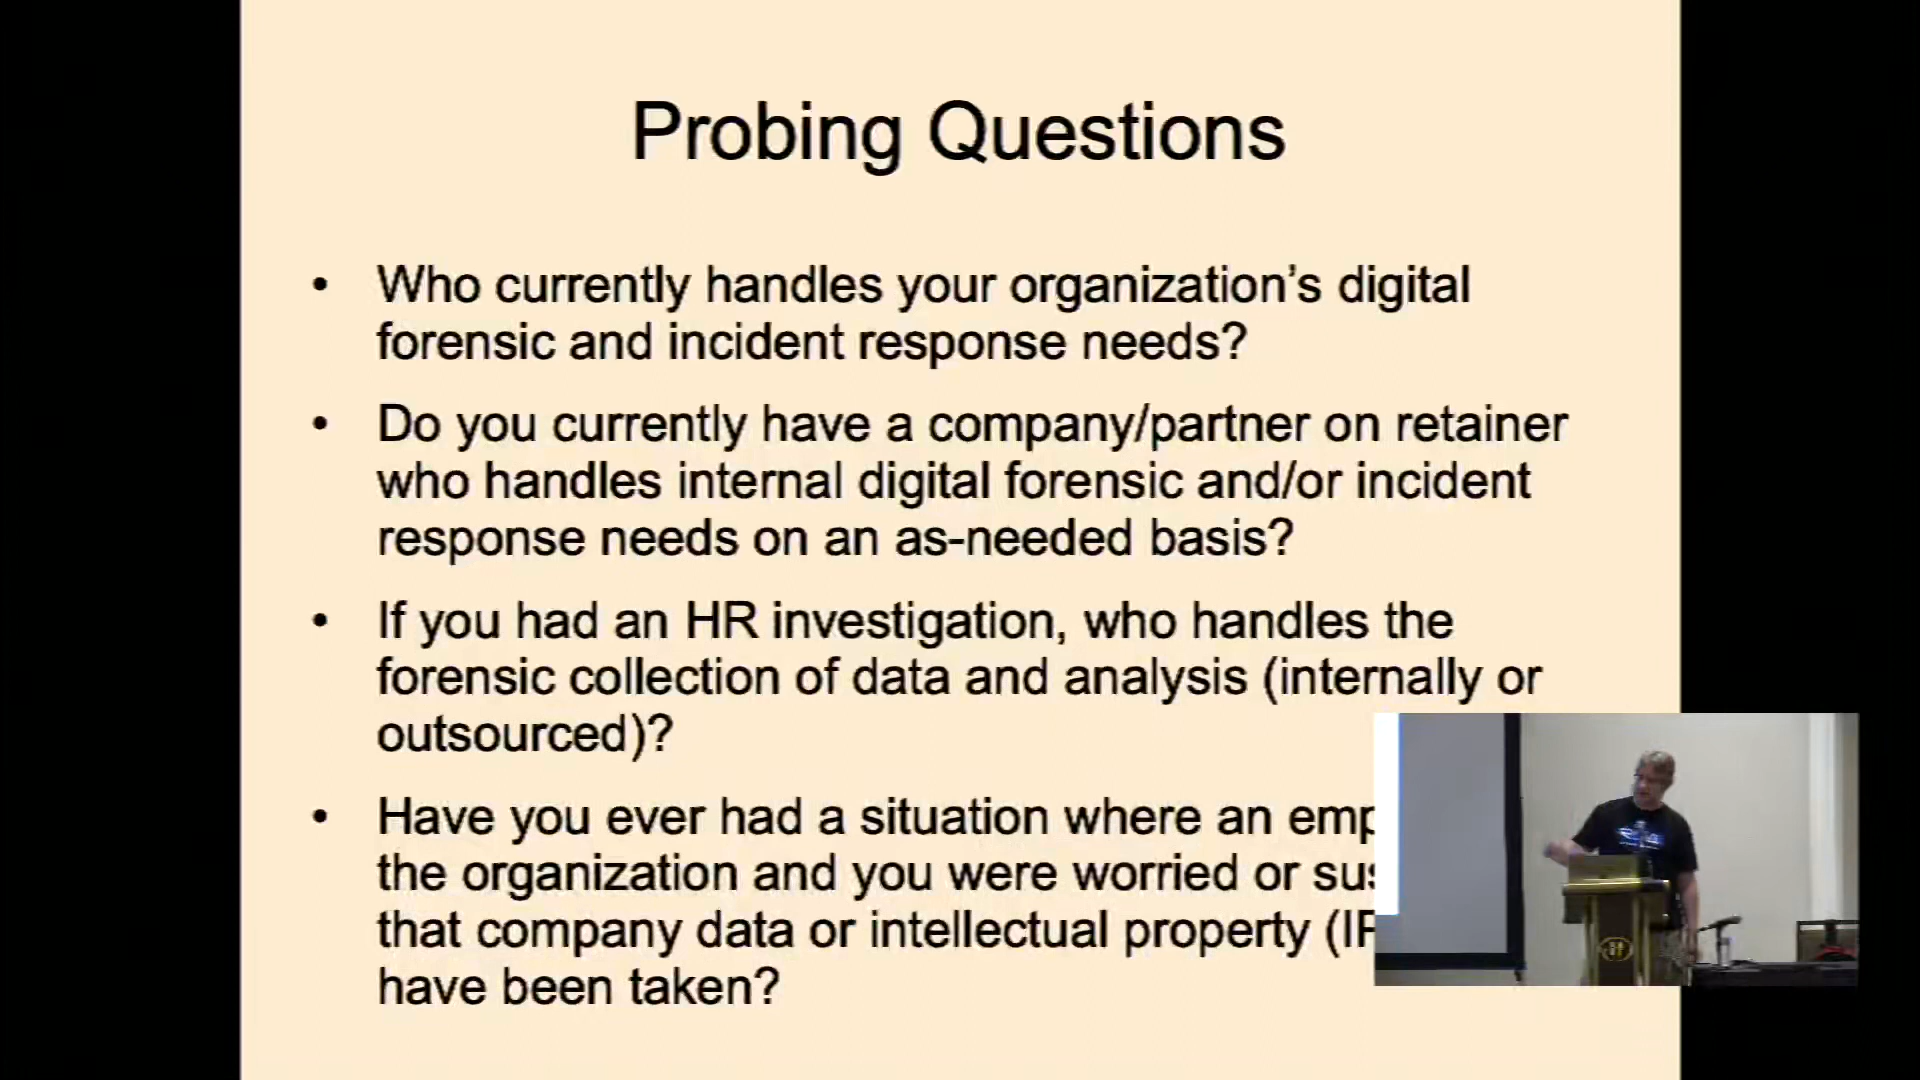 Probing Questions
• Who currently handles your organization’s digital
forensic and incident response needs?
• Do you currently have a company/partner on retainer
who handles internal digital forensic and/or incident
response needs on an as-needed basis?
• If you had an HR investigation, who handles the
forensic collection of data and analysis (internally or
outsourced)?
• Have you ever had a situation where an
the organization and you were worried or
that company data or intellectual property
have been taken?